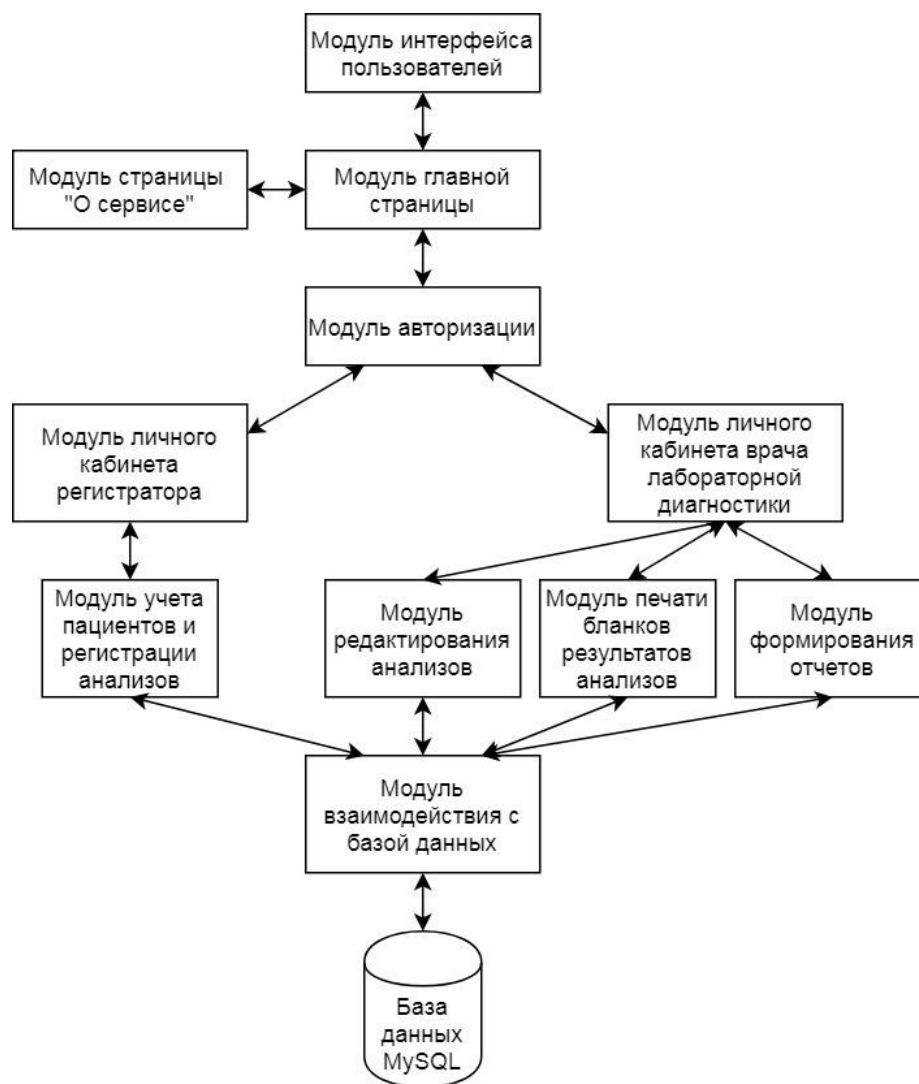 Модуль интерфейса
пользователей
Модуль страницы
"О сервисе"
Модуль главной
страницы
Модуль авторизации
Модуль личного
кабинета
регистратора
Модуль личного
кабинета врача
лабораторной
диагностики
Модуль учета
пациентов и
регистрации
анализов
Модуль
редактирования
анализов
Модуль печати
бланков
результатов
анализов
Модуль
формирования
отчетов
Модуль
взаимодействия с
базой данных
База
данных
MySQL